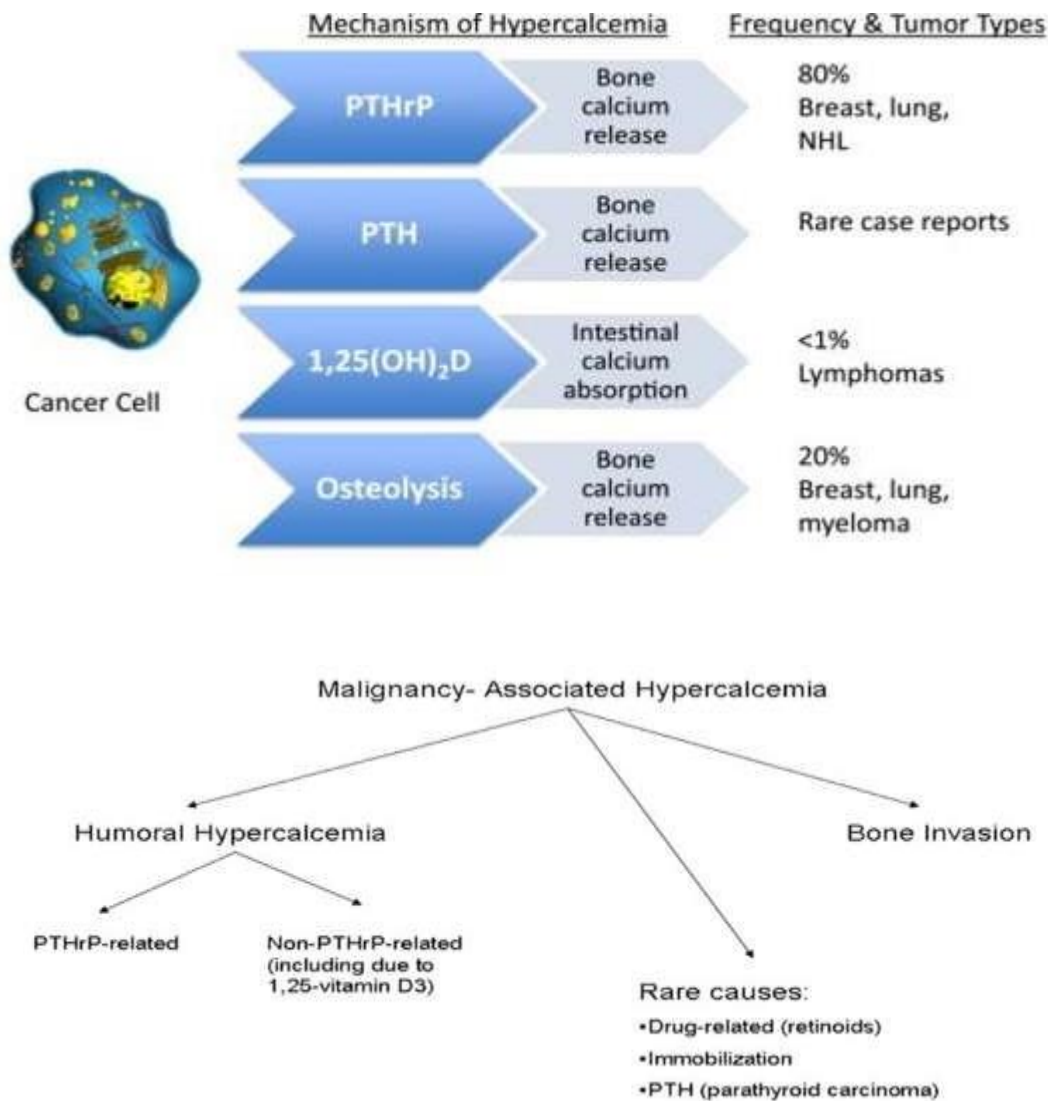 Mechanism of Hypercalcemia
Frequency & Tumor Types
PTHrP
Bone
calcium
release
80%
Breast, lung,
NHL
PTH
Bone
calcium
release
Rare case reports
1,25(OH)₂D
Intestinal
calcium
absorption
<1%
Lymphomas
Osteolysis
Bone
calcium
release
20%
Breast, lung,
myeloma
Cancer Cell
Malignancy- Associated Hypercalcemia
Humoral Hypercalcemia
Bone Invasion
PTHrP-related
Non-PTHrP-related
(including due to
1,25-vitamin D3)
Rare causes:
•Drug-related (retinoids)
•Immobilization
•PTH (parathyroid carcinoma)